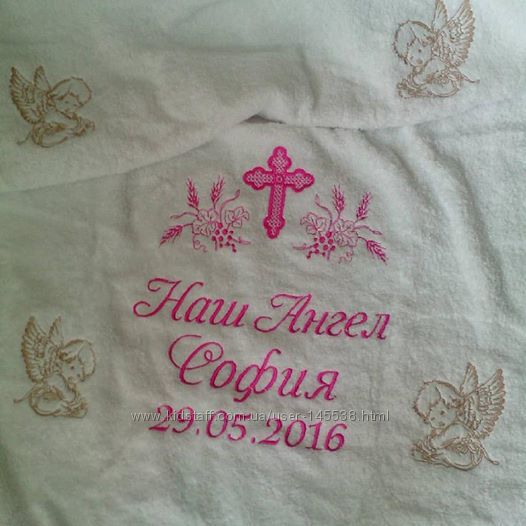 Наш Ангел
София
www.kidstaff.com.ua/user-145538.html
29.05.2016